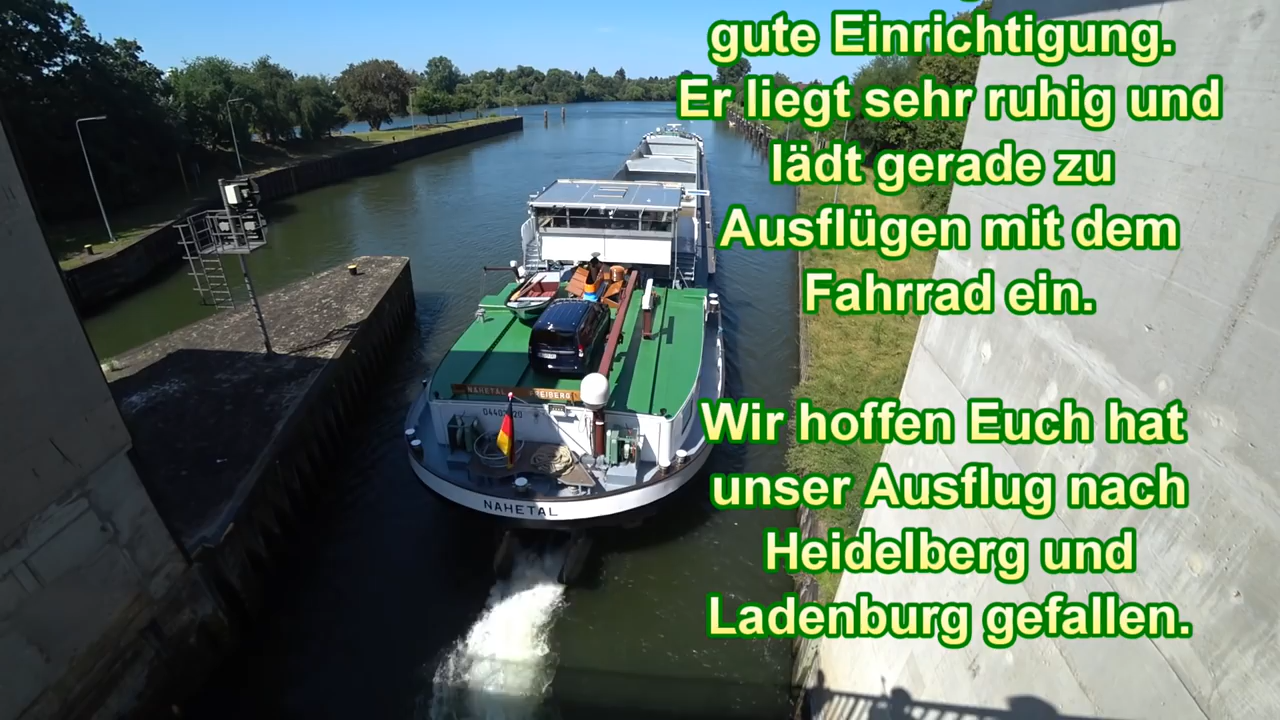 gute Einrichtigung.
Er liegt sehr ruhig und
lädt gerade zu
Ausflügen mit dem
Fahrrad ein.
Wir hoffen Euch hat
unser Ausflug nach
Heidelberg und
Ladenburg gefallen.
NAHETAL
NAHETAL